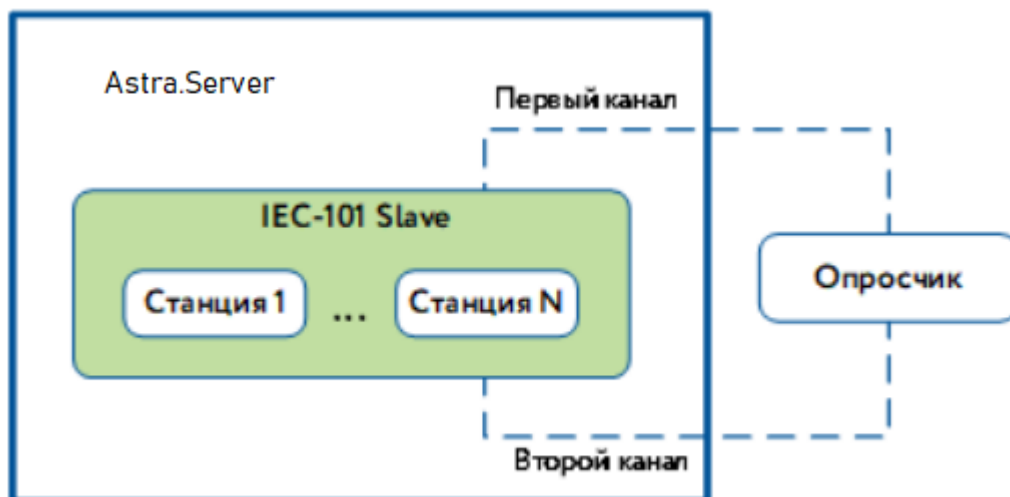 Astra.Server
Первый канал
IEC-101 Slave
Станция 1 ... Станция N
Опросчик
Второй канал